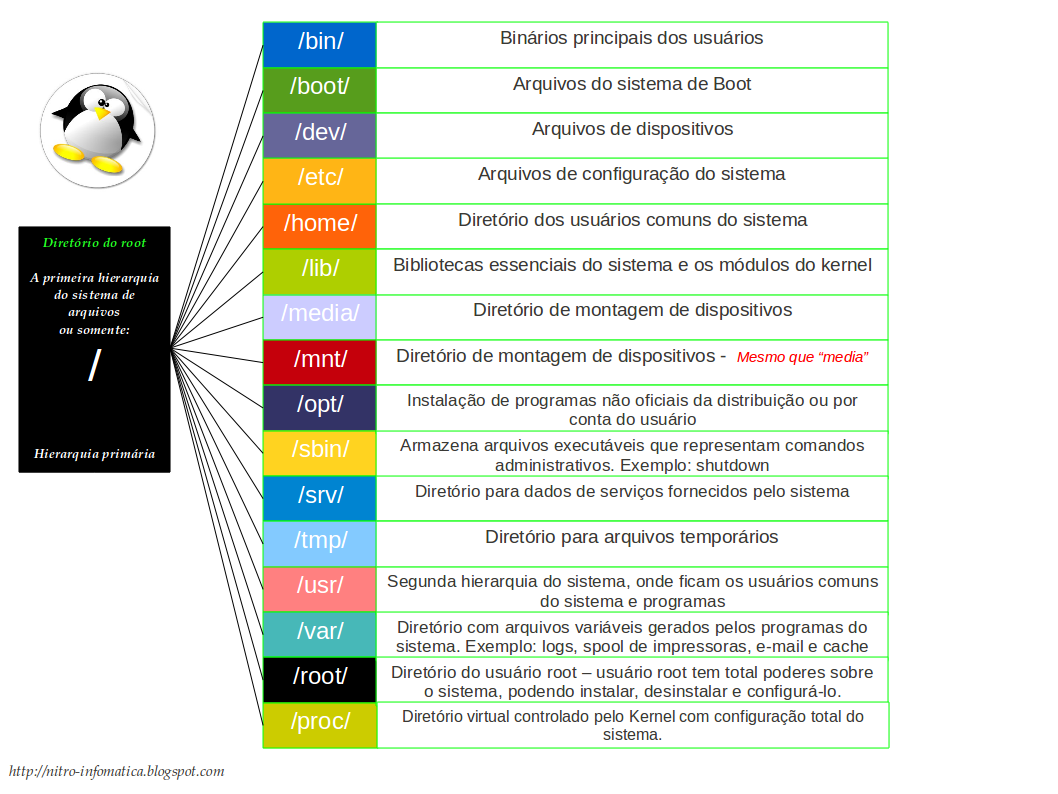 Diretório do root
A primeira hierarquia
do sistema de
arquivos
ou somente:
/
Hierarquia primária
/bin/ Binários principais dos usuários
/boot/ Arquivos do sistema de Boot
/dev/ Arquivos de dispositivos
/etc/ Arquivos de configuração do sistema
/home/ Diretório dos usuários comuns do sistema
/lib/ Bibliotecas essenciais do sistema e os módulos do kernel
/media/ Diretório de montagem de dispositivos
/mnt/ Diretório de montagem de dispositivos - Mesmo que “media”
/opt/ Instalação de programas não oficiais da distribuição ou por
conta do usuário
/sbin/ Armazena arquivos executáveis que representam comandos
administrativos. Exemplo: shutdown
/srv/ Diretório para dados de serviços fornecidos pelo sistema
/tmp/ Diretório para arquivos temporários
/usr/ Segunda hierarquia do sistema, onde ficam os usuários comuns
do sistema e programas
/var/ Diretório com arquivos variáveis gerados pelos programas do
sistema. Exemplo: logs, spool de impressoras, e-mail e cache
/root/ Diretório do usuário root – usuário root tem total poderes sobre
o sistema, podendo instalar, desinstalar e configurá-lo.
/proc/ Diretório virtual controlado pelo Kernel com configuração total do
sistema.
http://nitro-infomatica.blogspot.com